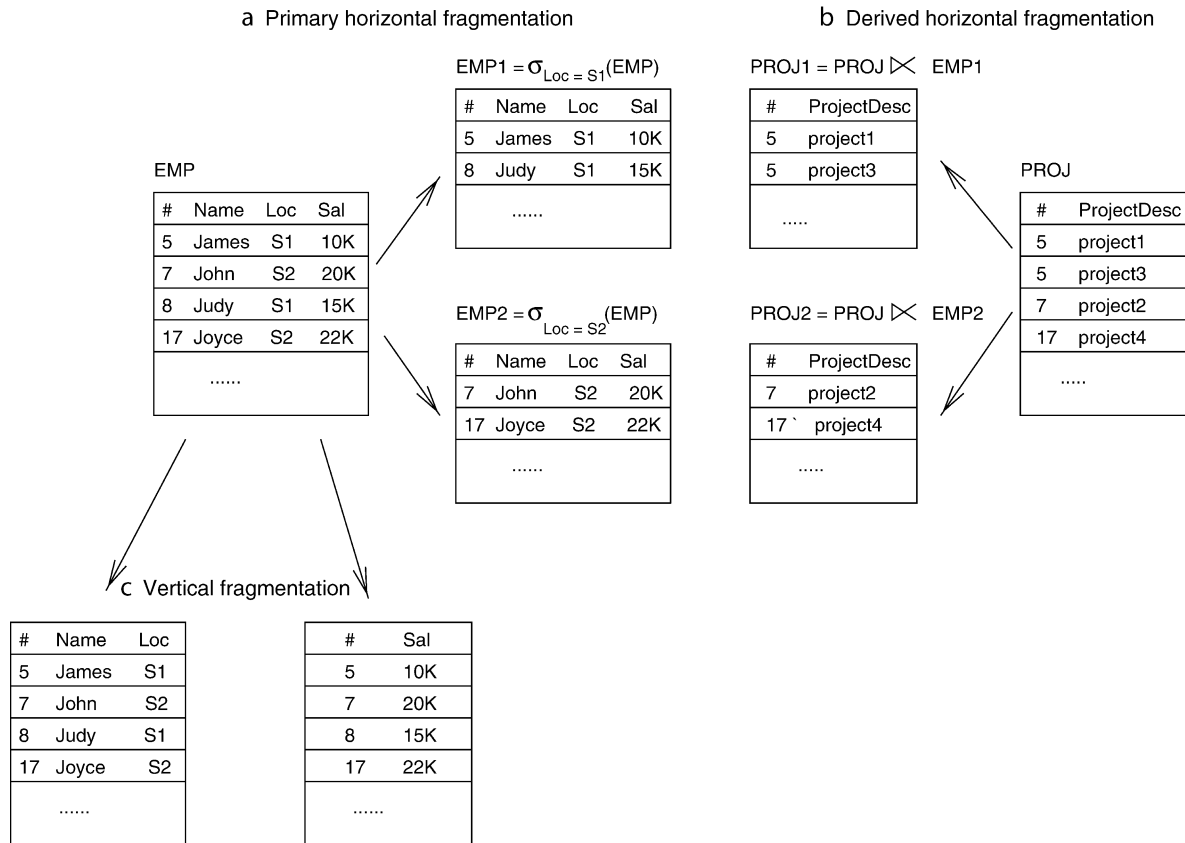 a Primary horizontal fragmentation
b Derived horizontal fragmentation
EMP1 = σ Loc = S1 (EMP)
# Name Loc Sal
5 James S1 10K
8 Judy S1 15K
......
PROJ1 = PROJ ⋉ EMP1
# ProjectDesc
5 project1
5 project3
.....
EMP
# Name Loc Sal
5 James S1 10K
7 John S2 20K
8 Judy S1 15K
17 Joyce S2 22K
......
PROJ
# ProjectDesc
5 project1
5 project3
7 project2
17 project4
.....
EMP2 = σ Loc = S2 (EMP)
# Name Loc Sal
7 John S2 20K
17 Joyce S2 22K
......
PROJ2 = PROJ ⋉ EMP2
# ProjectDesc
7 project2
17 ` project4
.....
c Vertical fragmentation
# Name Loc
5 James S1
7 John S2
8 Judy S1
17 Joyce S2
......
# Sal
5 10K
7 20K
8 15K
17 22K
......